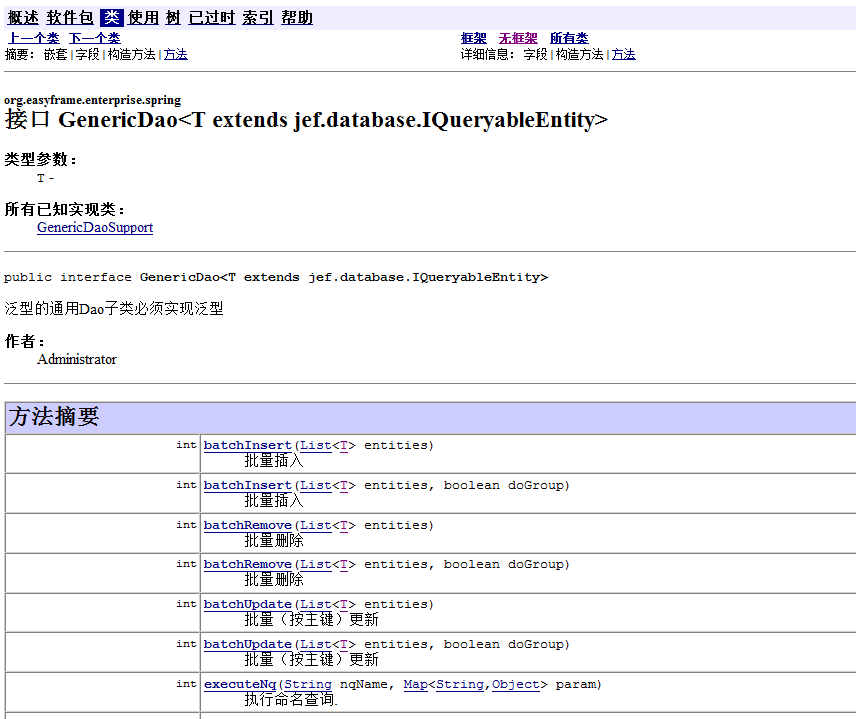 概述 软件包 类 使用 树 已过时 索引 帮助
上一个类 下一个类 框架 无框架 所有类
摘要： 嵌套 | 字段 | 构造方法 | 方法 详细信息： 字段 | 构造方法 | 方法
org.easyframe.enterprise.spring
接口 GenericDao<T extends jef.database.IQueryableEntity>
类型参数：
T -
所有已知实现类：
GenericDaoSupport
public interface GenericDao<T extends jef.database.IQueryableEntity>
泛型的通用Dao子类必须实现泛型
作者：
Administrator
方法摘要
int batchInsert(List<T> entities)
批量插入
int batchInsert(List<T> entities, boolean doGroup)
批量插入
int batchRemove(List<T> entities)
批量删除
int batchRemove(List<T> entities, boolean doGroup)
批量删除
int batchUpdate(List<T> entities)
批量（按主键）更新
int batchUpdate(List<T> entities, boolean doGroup)
批量（按主键）更新
int executeNq(String nqName, Map<String,Object> param)
执行命名查询.